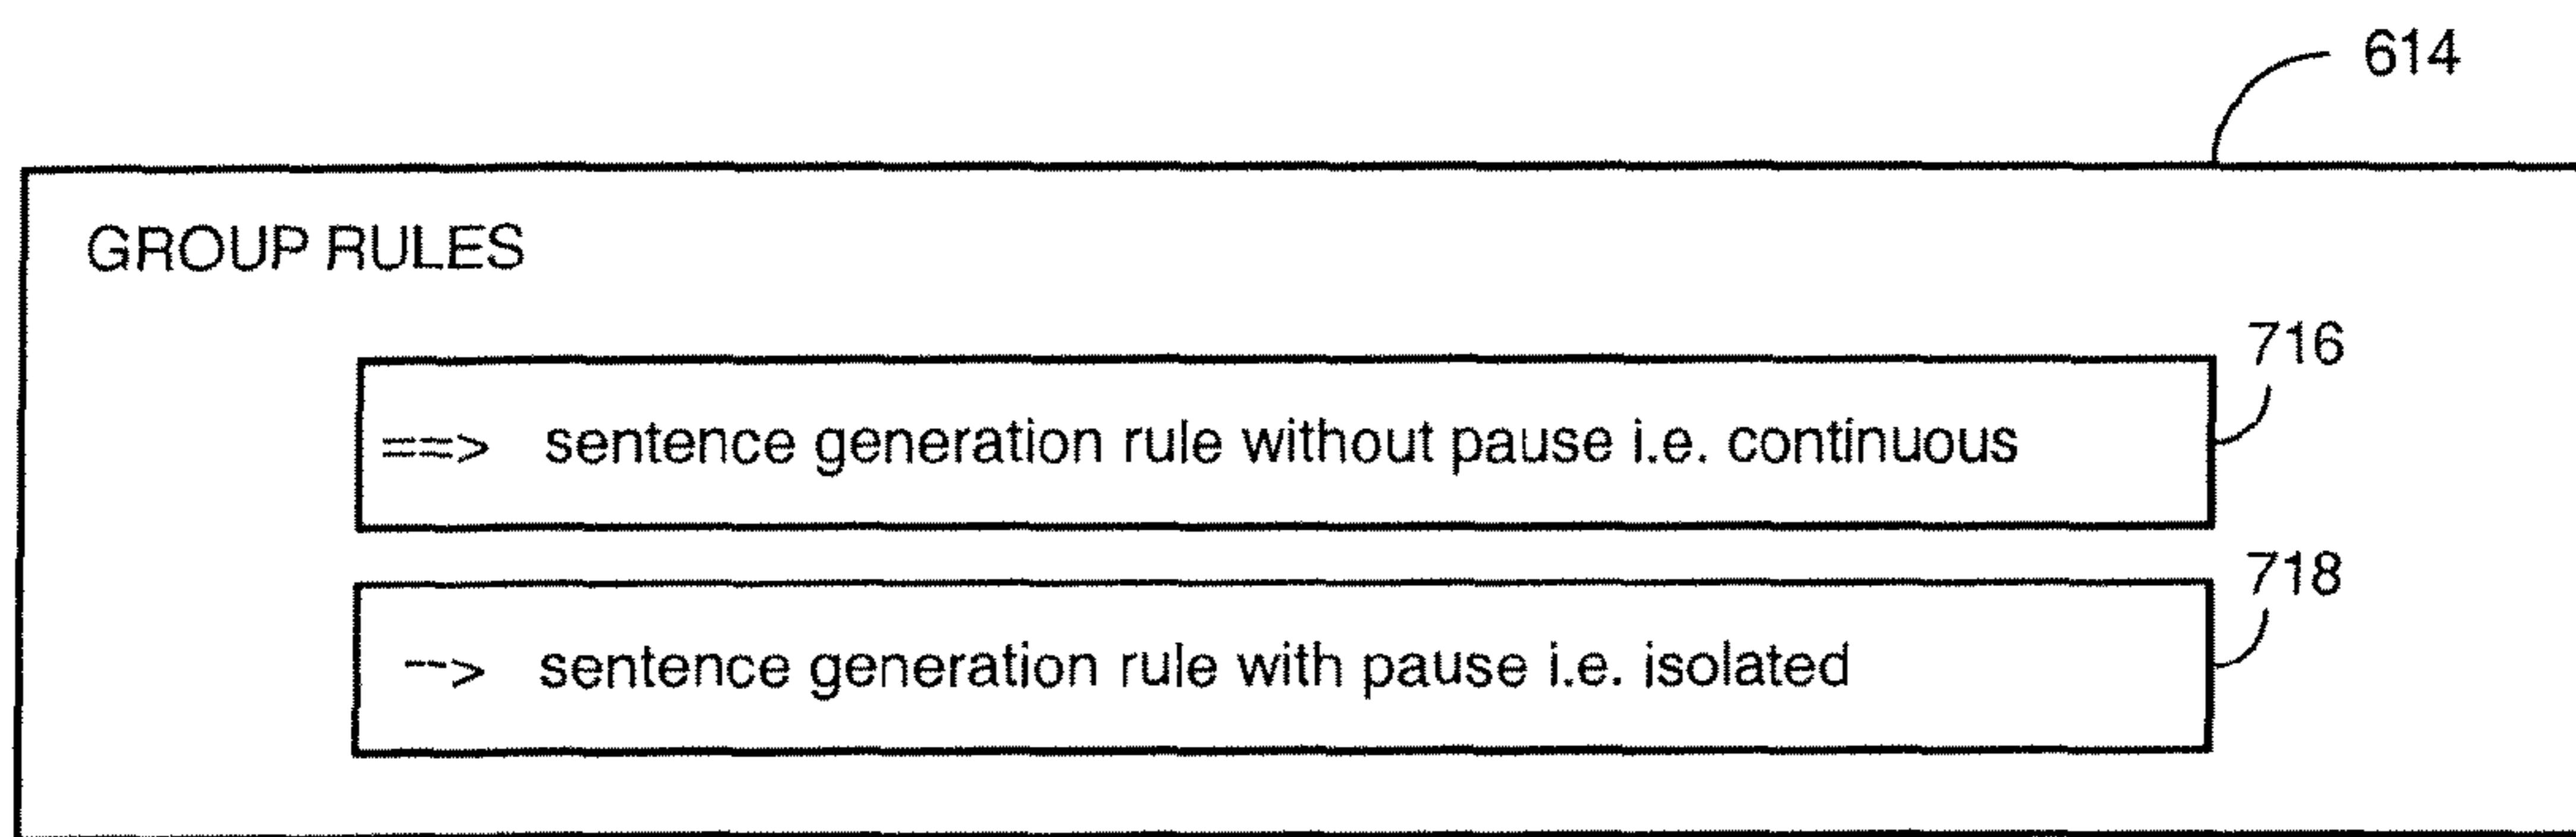 614
GROUP RULES
716
==> sentence generation rule without pause i.e. continuous
718
--> sentence generation rule with pause i.e. isolated